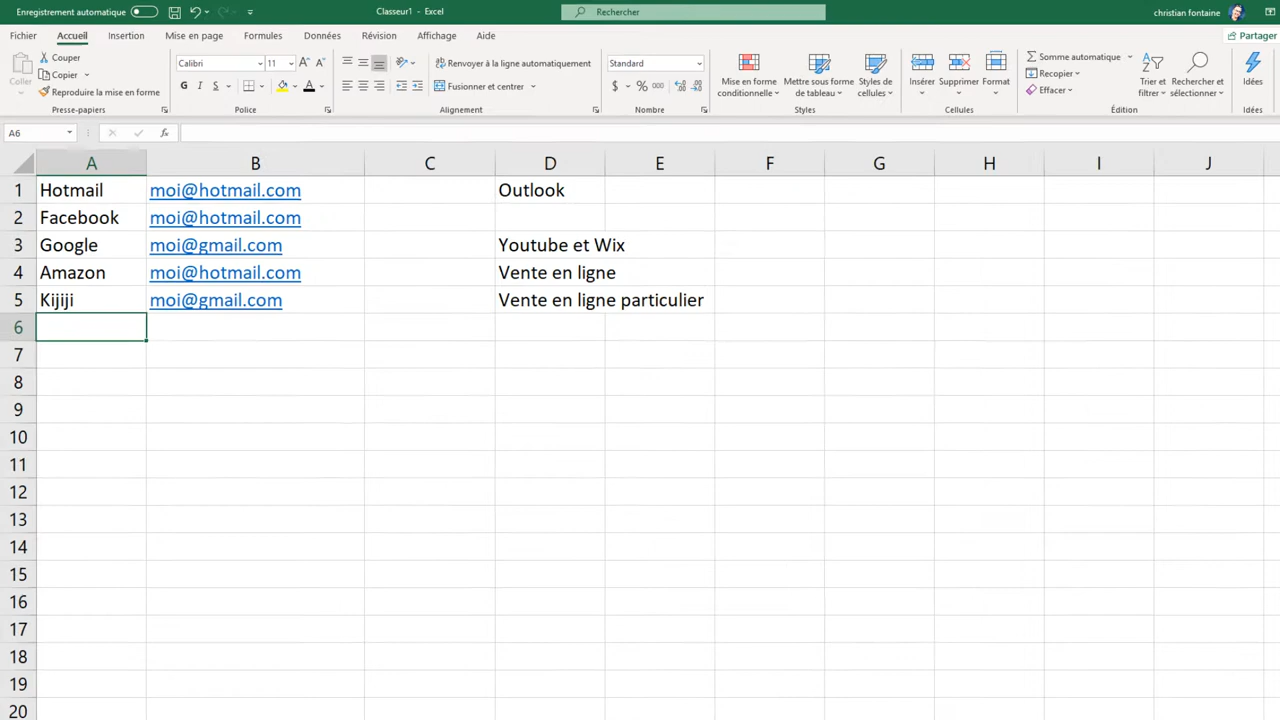 Enregistrement automatique
Classeur1 - Excel
Rechercher
christian fontaine
Fichier Accueil Insertion Mise en page Formules Données Révision Affichage Aide
Partager
Coller
Couper
Copier
Reproduire la mise en forme
Presse-papiers
Calibri 11
G I S
Police
Renvoyer à la ligne automatiquement
Fusionner et centrer
Alignement
Standard
$ % 000
Nombre
Mise en forme conditionnelle
Mettre sous forme de tableau
Styles de cellules
Styles
Insérer
Supprimer
Format
Cellules
Somme automatique
Recopier
Effacer
Trier et filtrer
Rechercher et sélectionner
Édition
Idées
Idées
A6 fx
A B C D E F G H I J
1 Hotmail moi@hotmail.com Outlook
2 Facebook moi@hotmail.com
3 Google moi@gmail.com Youtube et Wix
4 Amazon moi@hotmail.com Vente en ligne
5 Kijiji moi@gmail.com Vente en ligne particulier
6
7
8
9
10
11
12
13
14
15
16
17
18
19
20